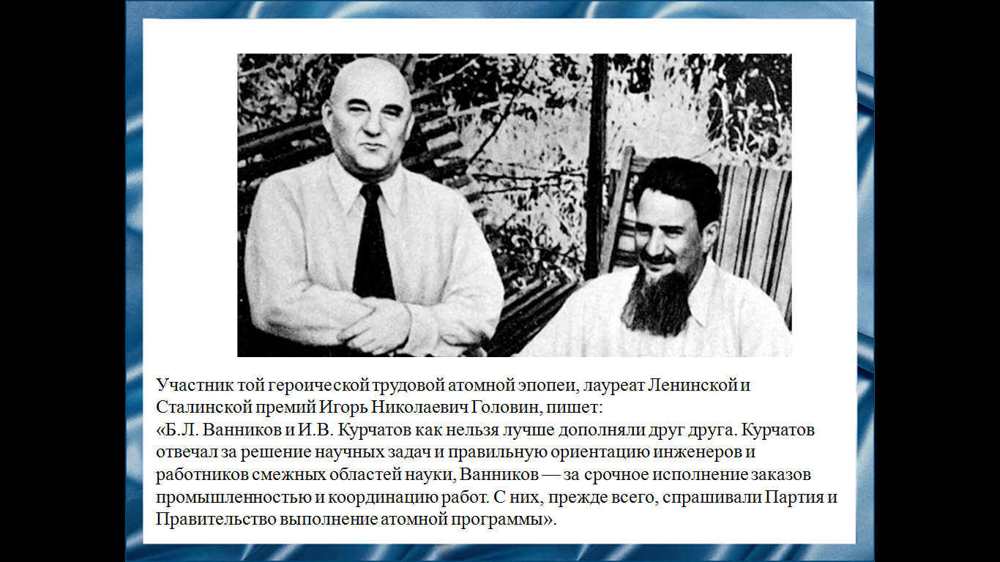 Участник той героической трудовой атомной эпопеи, лауреат Ленинской и
Сталинской премий Игорь Николаевич Головин, пишет:
«Б.Л. Ванников и И.В. Курчатов как нельзя лучше дополняли друг друга. Курчатов
отвечал за решение научных задач и правильную ориентацию инженеров и
работников смежных областей науки, Ванников — за срочное исполнение заказов
промышленностью и координацию работ. С них, прежде всего, спрашивали Партия и
Правительство выполнение атомной программы».